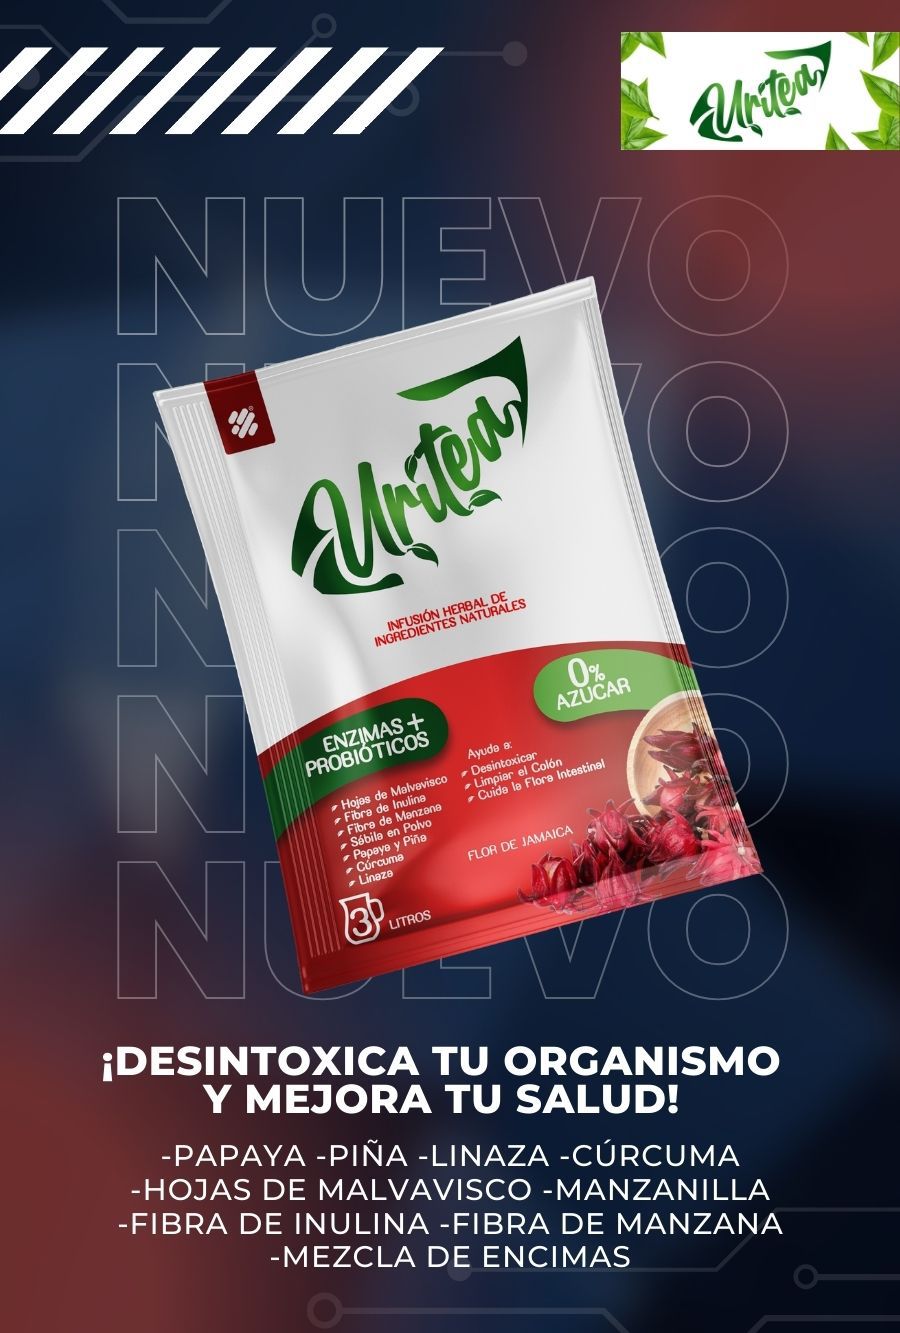 Uritea
NUEVO
NUEVO
NUEVO
NUEVO
NUEVO
Uritea
INFUSIÓN HERBAL DE
INGREDIENTES NATURALES
0%
AZUCAR
ENZIMAS +
PROBIÓTICOS
Hojas de Malvavisco
Fibra de Inulina
Fibra de Manzana
Sábila en Polvo
Papaya y Piña
Cúrcuma
Linaza
Ayuda a:
Desintoxicar
Limpiar el Colón
Cuida la Flora Intestinal
FLOR DE JAMAICA
3 LITROS
¡DESINTOXICA TU ORGANISMO
Y MEJORA TU SALUD!
-PAPAYA -PIÑA -LINAZA -CÚRCUMA
-HOJAS DE MALVAVISCO -MANZANILLA
-FIBRA DE INULINA -FIBRA DE MANZANA
-MEZCLA DE ENCIMAS